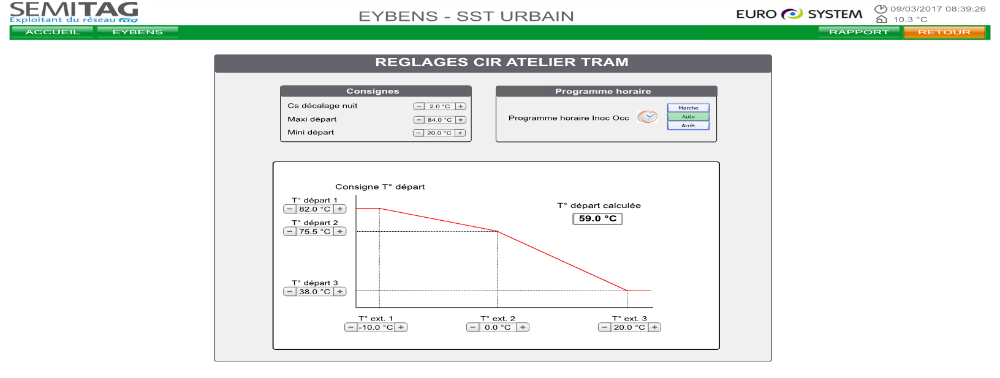 SEMITAG
Exploitant du réseau tag
EYBENS - SST URBAIN
EURO SYSTEM
09/03/2017 08:39:26
10.3 °C
ACCUEIL
EYBENS
RAPPORT
RETOUR
REGLAGES CIR ATELIER TRAM
Consignes
Cs décalage nuit − 2.0 °C +
Maxi départ − 84.0 °C +
Mini départ − 20.0 °C +
Programme horaire
Programme horaire Inoc Occ
Marche
Auto
Arrêt
Consigne T° départ
T° départ 1
− 82.0 °C +
T° départ 2
− 75.5 °C +
T° départ 3
− 38.0 °C +
T° départ calculée
59.0 °C
T° ext. 1
− -10.0 °C +
T° ext. 2
− 0.0 °C +
T° ext. 3
− 20.0 °C +